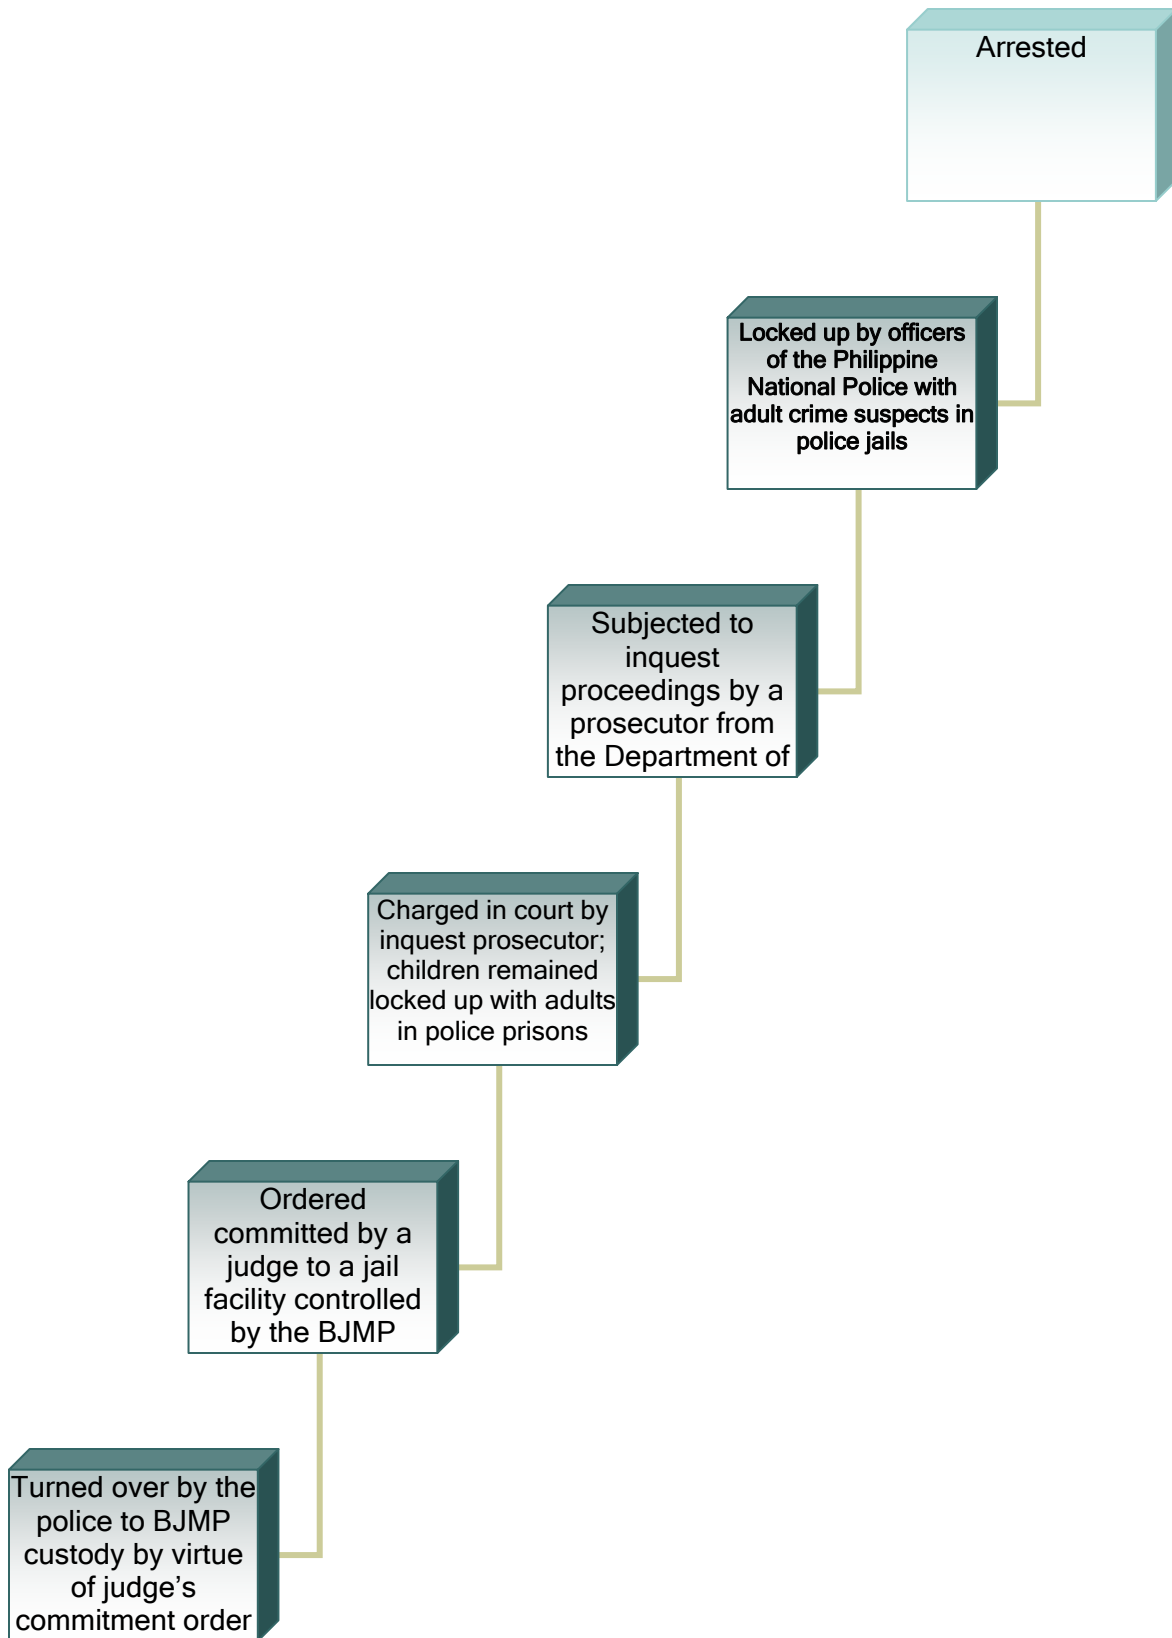 Arrested
Locked up by officers
of the Philippine
National Police with
adult crime suspects in
police jails
Subjected to
inquest
proceedings by a
prosecutor from
the Department of
Charged in court by
inquest prosecutor;
children remained
locked up with adults
in police prisons
Ordered
committed by a
judge to a jail
facility controlled
by the BJMP
Turned over by the
police to BJMP
custody by virtue
of judge’s
commitment order